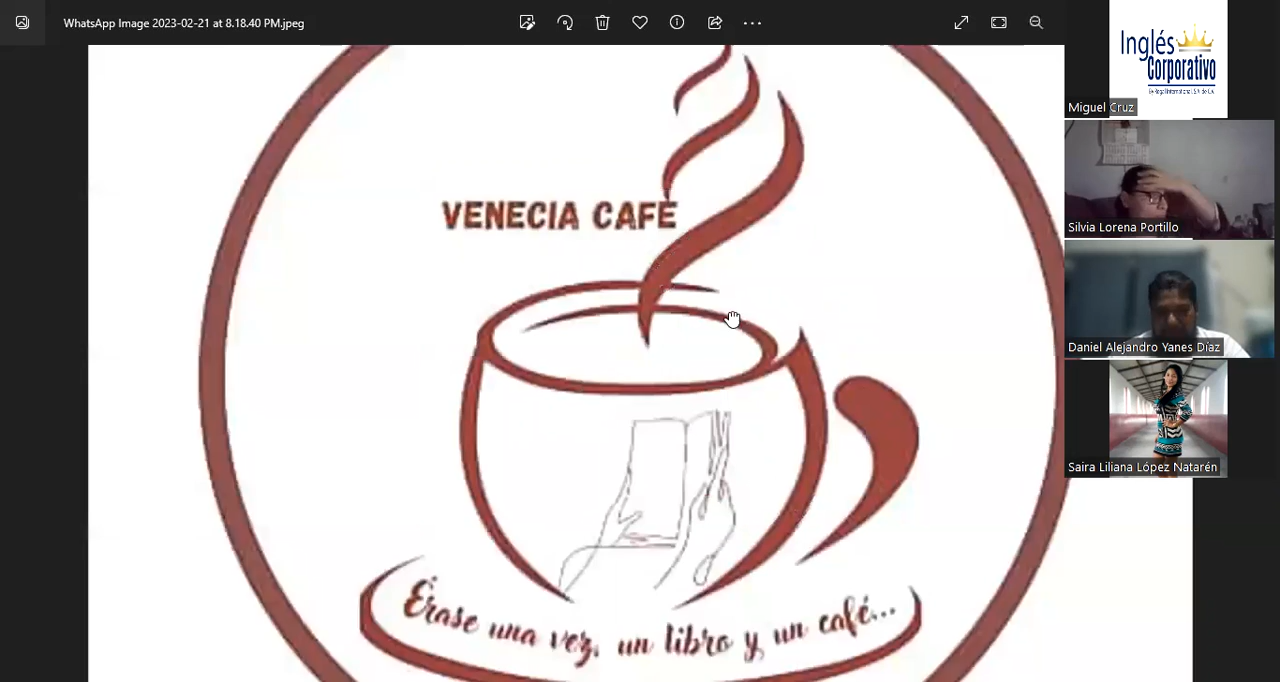 WhatsApp Image 2023-02-21 at 8.18.40 PM.jpeg
Inglés
Corporativo
Miguel Cruz
VENECIA CAFÉ
Silvia Lorena Portillo
Daniel Alejandro Yanes Díaz
Saira Liliana López Natarén
Érase una vez, un libro y un café...